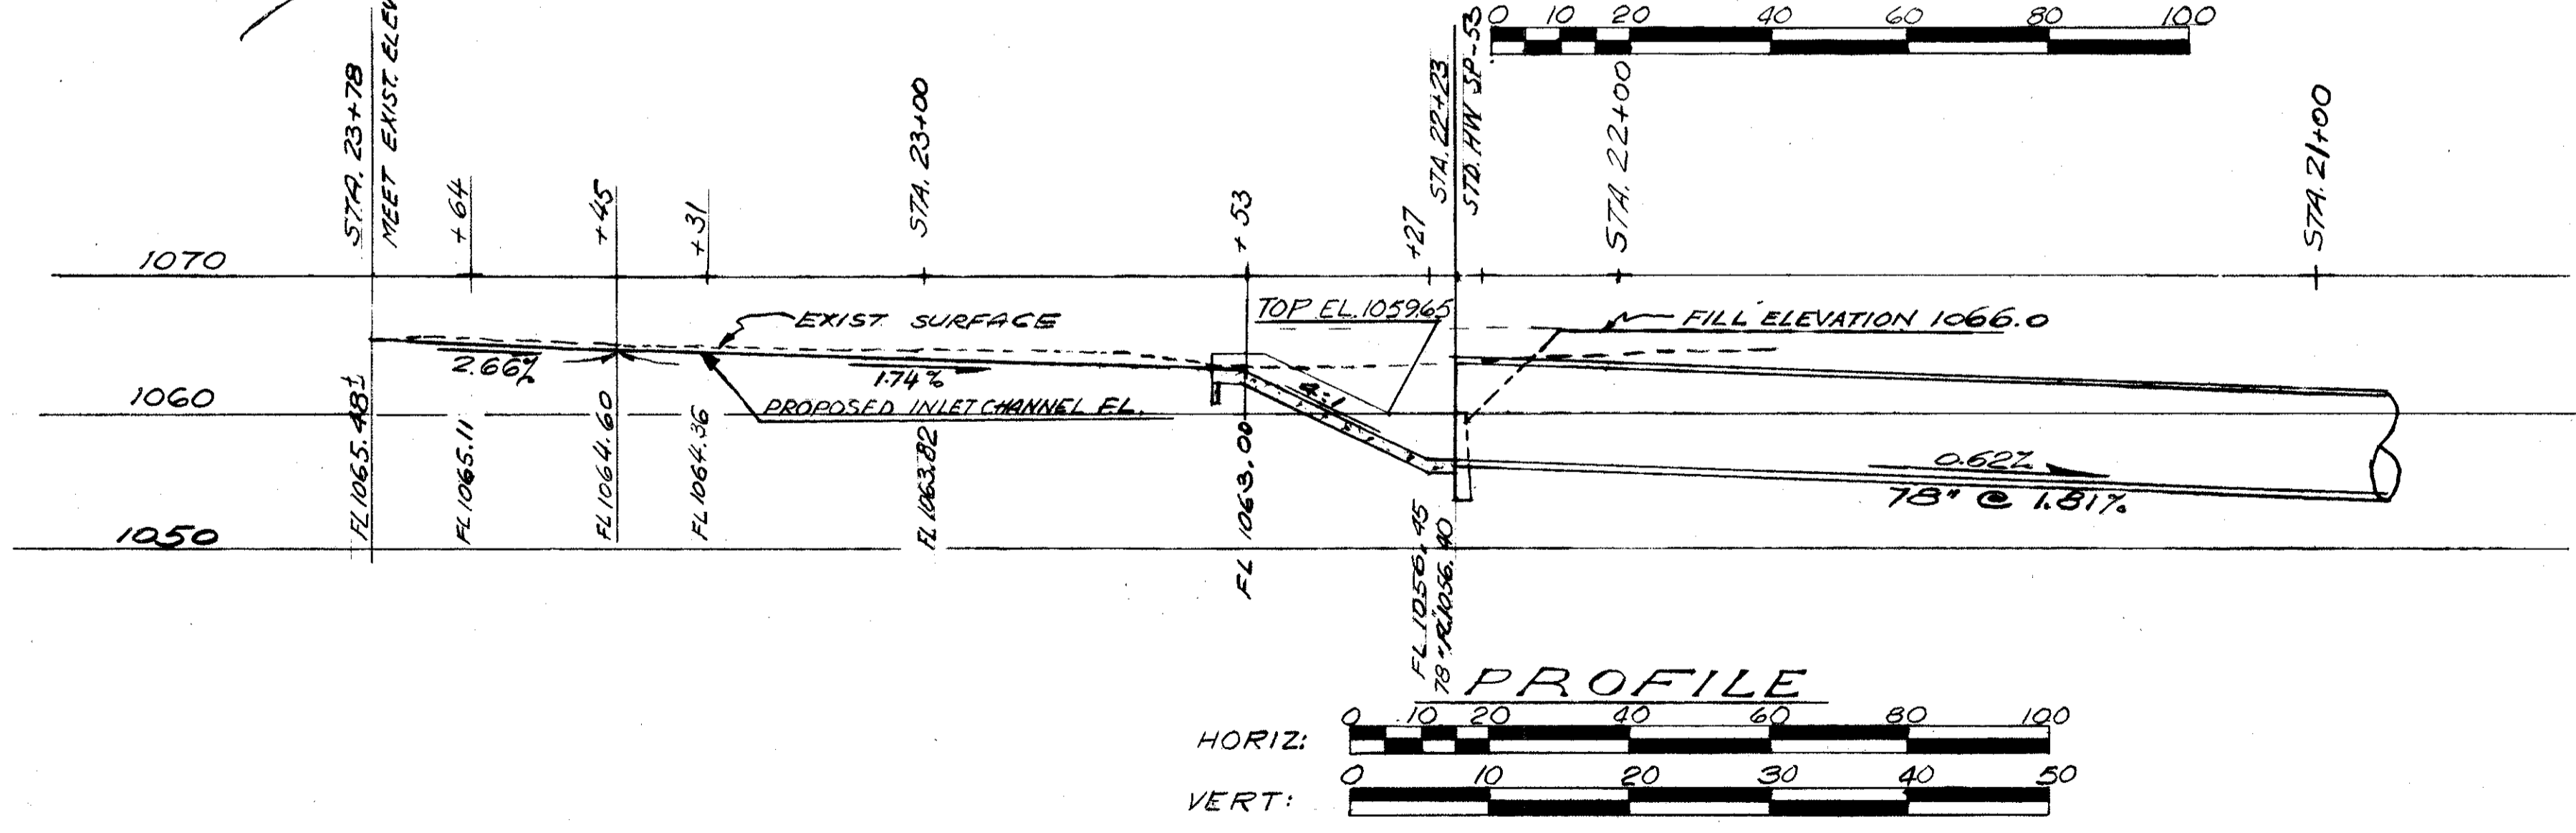 0 10 20 40 60 80 100
STA. 23+78
MEET EXIST. ELEV
+64
+45
+31
STA. 23+00
+53
+27
STA. 22+23
STD. HW SP-53
STA. 22+00
STA. 21+00
1070
EXIST. SURFACE
TOP EL. 1059.65
FILL ELEVATION 1066.0
2.66%
1.74%
4:1
1060
PROPOSED INLET CHANNEL EL.
0.62%
78" @ 1.81%
FL 1065.48±
FL 1065.11
FL 1064.60
FL 1064.36
FL 1063.82
FL 1063.00
FL 1056.45
78" R.I. 1056.40
1050
PROFILE
HORIZ:
0 10 20 40 60 80 100
VERT:
0 10 20 30 40 50